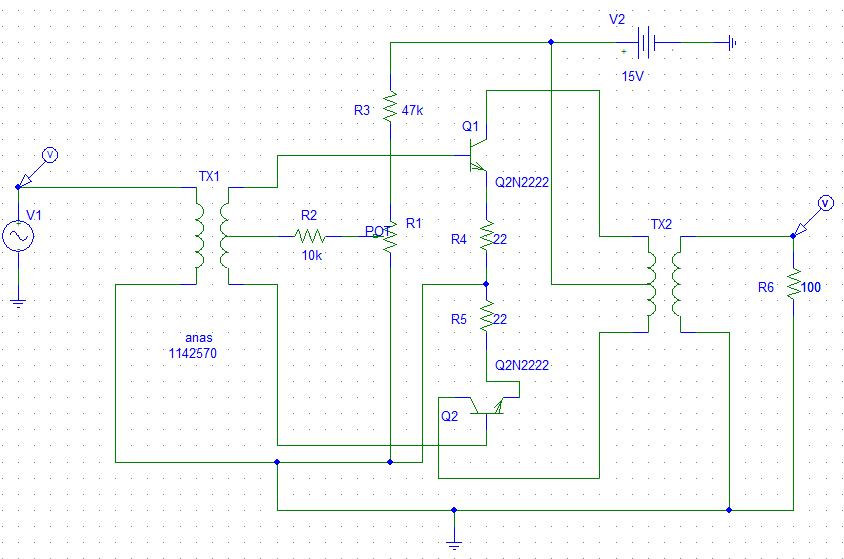 V2
+
15V
R3
47k
Q1
V
TX1
Q2N2222
V
V1
R2
POT
R1
TX2
R4
22
10k
R6
100
R5
22
anas
1142570
Q2N2222
Q2